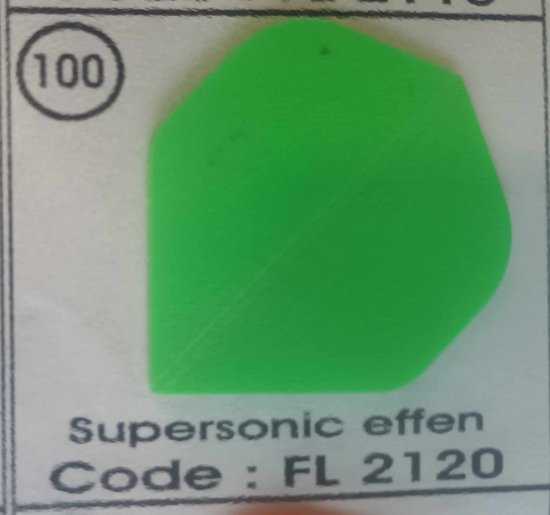 100
Supersonic effen
Code : FL 2120